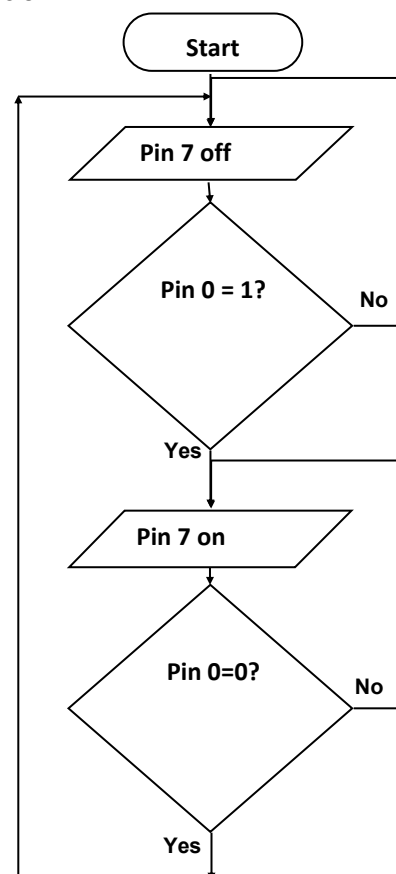 Start
Pin 7 off
Pin 0 = 1?
No
Yes
Pin 7 on
Pin 0=0?
No
Yes